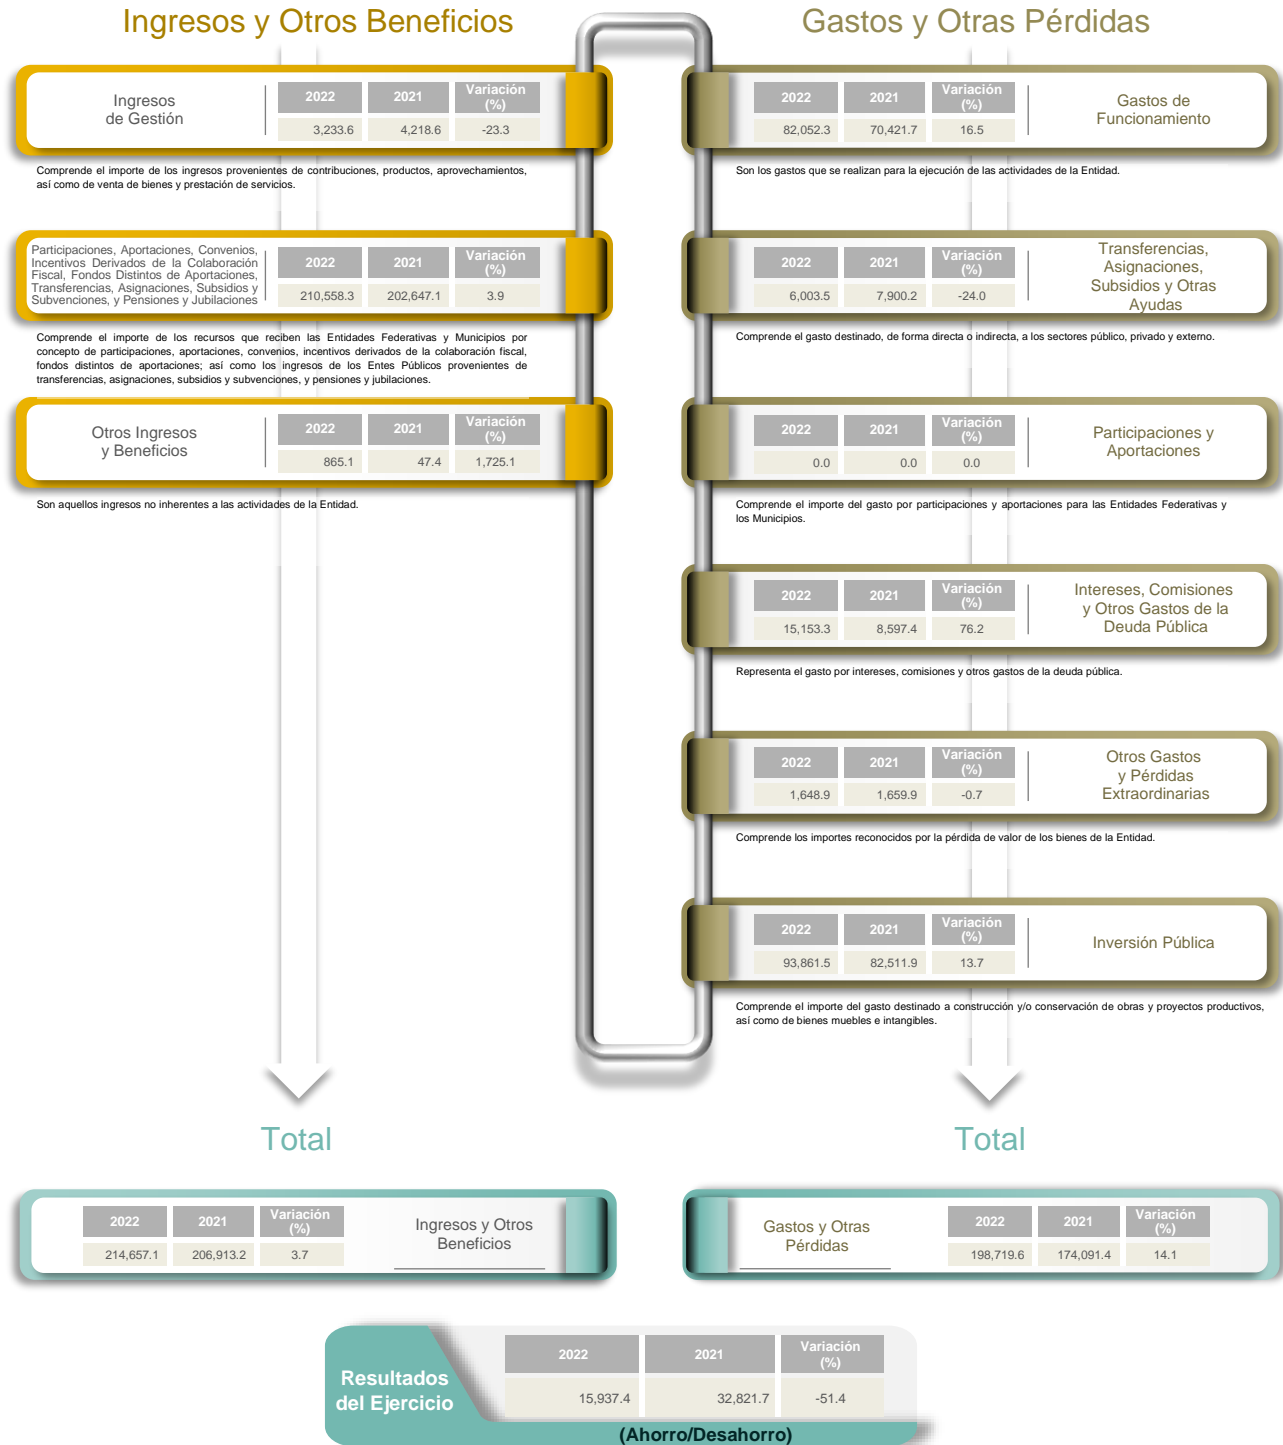 Ingresos y Otros Beneficios
Ingresos
de Gestión
2022 2021 Variación
(%)
3,233.6 4,218.6 -23.3
Comprende el importe de los ingresos provenientes de contribuciones, productos, aprovechamientos,
así como de venta de bienes y prestación de servicios.
Participaciones, Aportaciones, Convenios,
Incentivos Derivados de la Colaboración
Fiscal, Fondos Distintos de Aportaciones,
Transferencias, Asignaciones, Subsidios y
Subvenciones, y Pensiones y Jubilaciones
2022 2021 Variación
(%)
210,558.3 202,647.1 3.9
Comprende el importe de los recursos que reciben las Entidades Federativas y Municipios por
concepto de participaciones, aportaciones, convenios, incentivos derivados de la colaboración fiscal,
fondos distintos de aportaciones; así como los ingresos de los Entes Públicos provenientes de
transferencias, asignaciones, subsidios y subvenciones, y pensiones y jubilaciones.
Otros Ingresos
y Beneficios
2022 2021 Variación
(%)
865.1 47.4 1,725.1
Son aquellos ingresos no inherentes a las actividades de la Entidad.
Gastos y Otras Pérdidas
2022 2021 Variación
(%)
82,052.3 70,421.7 16.5
Gastos de
Funcionamiento
Son los gastos que se realizan para la ejecución de las actividades de la Entidad.
2022 2021 Variación
(%)
6,003.5 7,900.2 -24.0
Transferencias,
Asignaciones,
Subsidios y Otras
Ayudas
Comprende el gasto destinado, de forma directa o indirecta, a los sectores público, privado y externo.
2022 2021 Variación
(%)
0.0 0.0 0.0
Participaciones y
Aportaciones
Comprende el importe del gasto por participaciones y aportaciones para las Entidades Federativas y
los Municipios.
2022 2021 Variación
(%)
15,153.3 8,597.4 76.2
Intereses, Comisiones
y Otros Gastos de la
Deuda Pública
Representa el gasto por intereses, comisiones y otros gastos de la deuda pública.
2022 2021 Variación
(%)
1,648.9 1,659.9 -0.7
Otros Gastos
y Pérdidas
Extraordinarias
Comprende los importes reconocidos por la pérdida de valor de los bienes de la Entidad.
2022 2021 Variación
(%)
93,861.5 82,511.9 13.7
Inversión Pública
Comprende el importe del gasto destinado a construcción y/o conservación de obras y proyectos productivos,
así como de bienes muebles e intangibles.
Total
2022 2021 Variación
(%)
214,657.1 206,913.2 3.7
Ingresos y Otros
Beneficios
Total
Gastos y Otras
Pérdidas
2022 2021 Variación
(%)
198,719.6 174,091.4 14.1
Resultados
del Ejercicio
2022 2021 Variación
(%)
15,937.4 32,821.7 -51.4
(Ahorro/Desahorro)